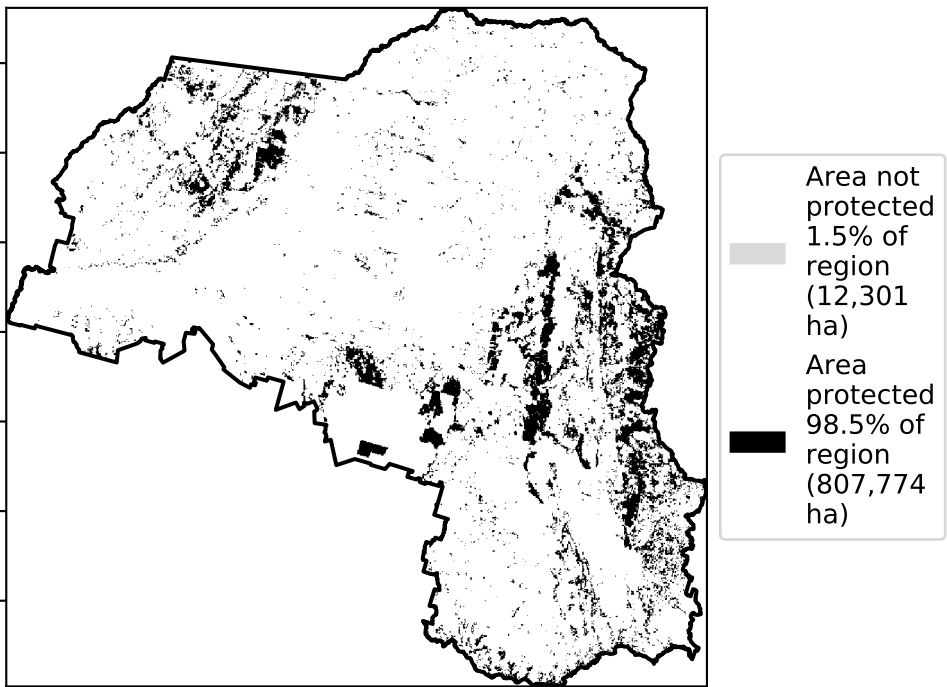 Area not
protected
1.5% of
region
(12,301
ha)
Area
protected
98.5% of
region
(807,774
ha)